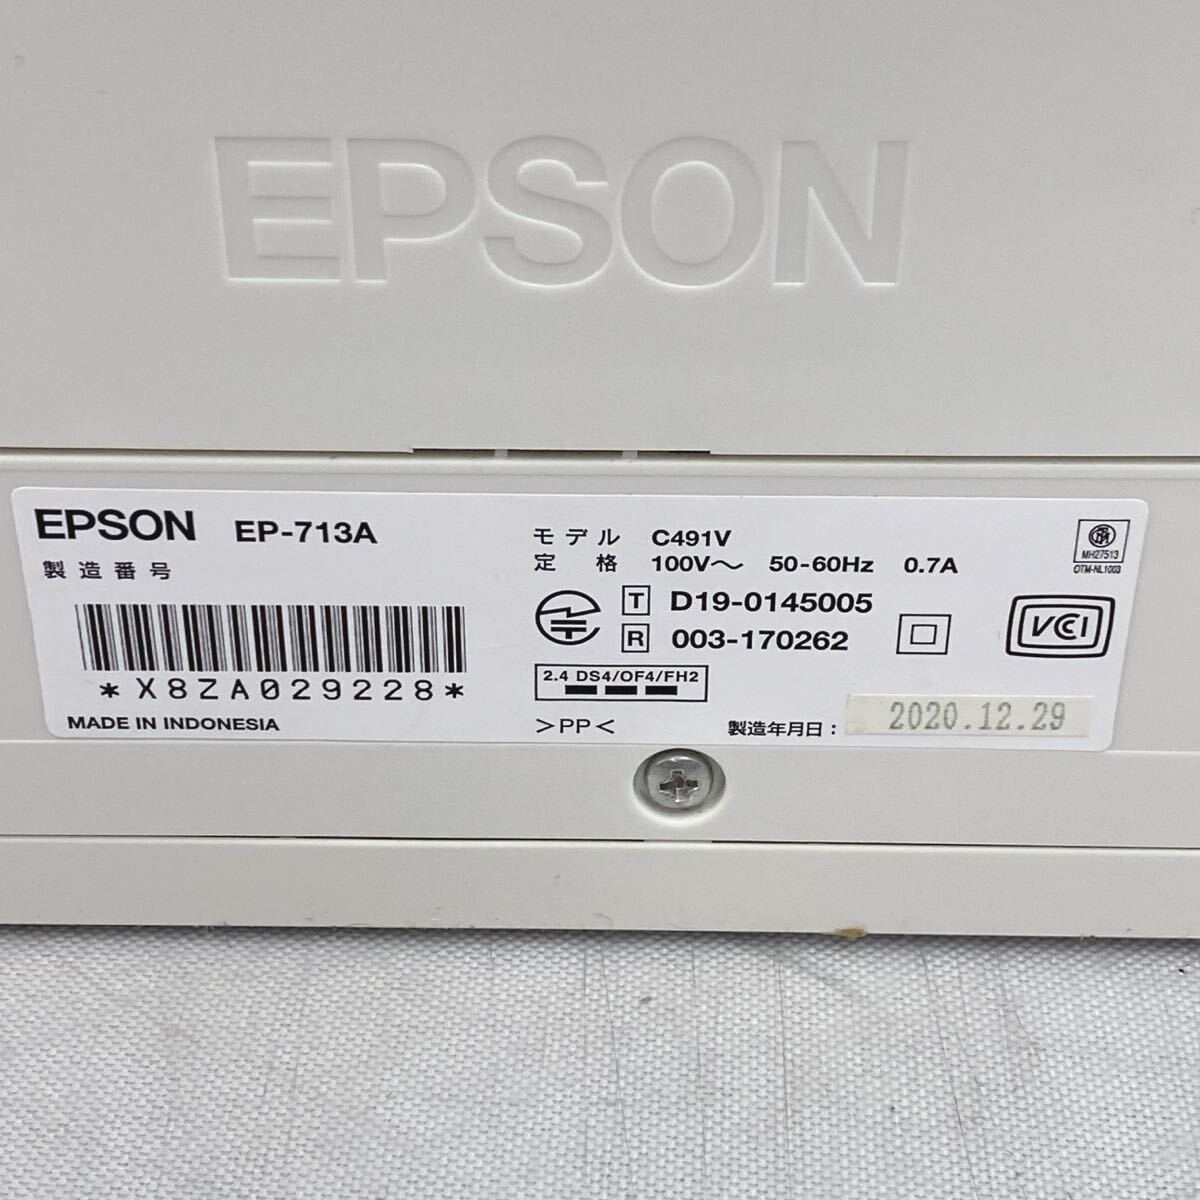 EPSON
EPSON EP-713A
製造番号
*X8ZA029228*
MADE IN INDONESIA
モデル C491V
定格 100V～ 50-60Hz 0.7A
T D19-0145005
R 003-170262
2.4 DS4/OF4/FH2
>PP<
製造年月日： 2020.12.29
MH27513
OTM-NL1003
VCCI